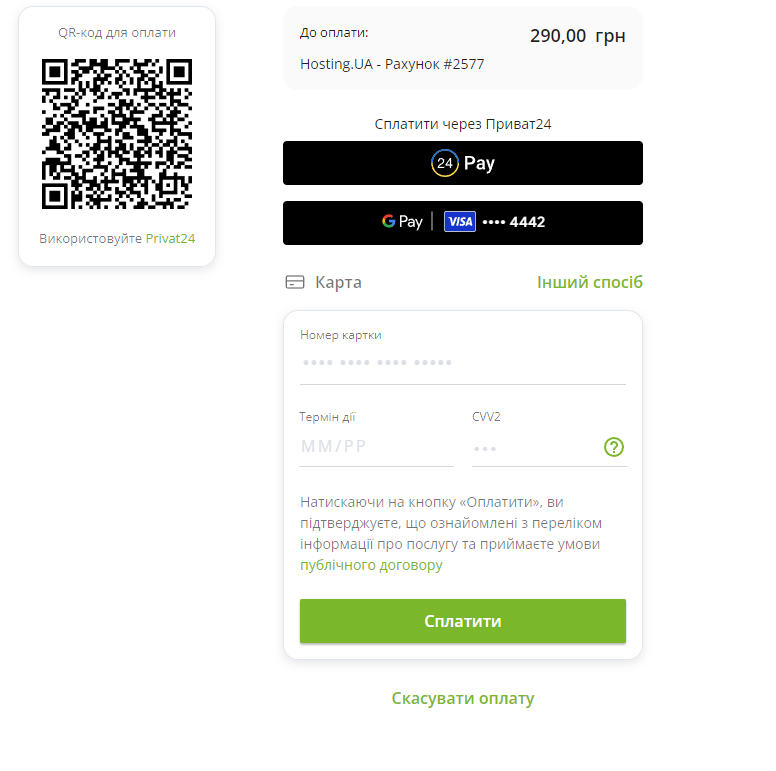 QR-код для оплати
Використовуйте Privat24
До оплати:
290,00 грн
Hosting.UA - Рахунок #2577
Сплатити через Приват24
24 Pay
G Pay | VISA •••• 4442
Карта
Інший спосіб
Номер картки
•••• •••• •••• •••••
Термін дії
CVV2
ММ/РР
•••
?
Натискаючи на кнопку «Оплатити», ви
підтверджуєте, що ознайомлені з переліком
інформації про послугу та приймаєте умови
публічного договору
Сплатити
Скасувати оплату